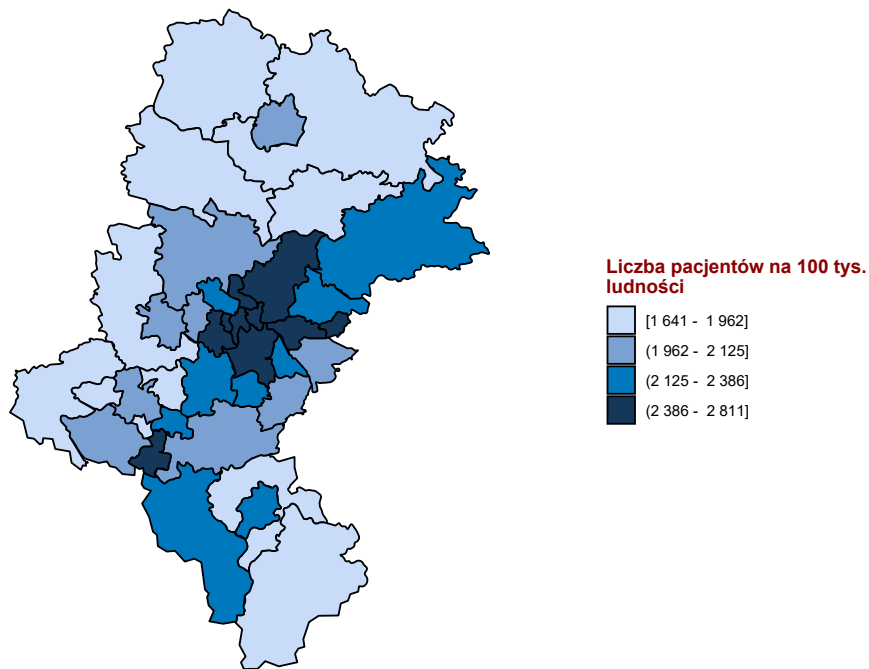 Liczba pacjentów na 100 tys.
ludności
[1 641 - 1 962]
(1 962 - 2 125]
(2 125 - 2 386]
(2 386 - 2 811]